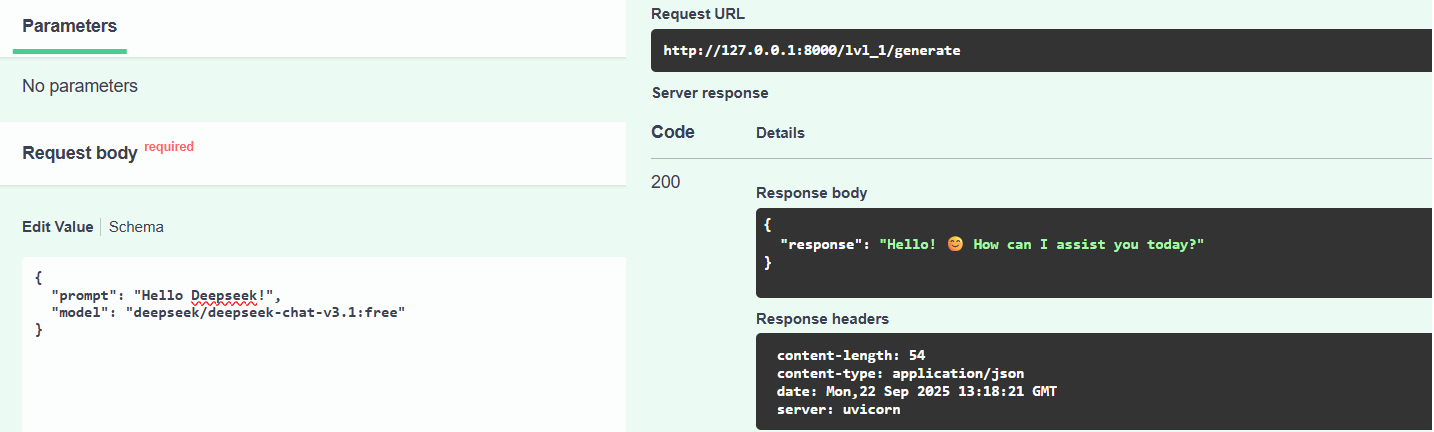 Parameters
No parameters
Request body required
Edit Value | Schema
{
  "prompt": "Hello Deepseek!",
  "model": "deepseek/deepseek-chat-v3.1:free"
}
Request URL
http://127.0.0.1:8000/lvl_1/generate
Server response
Code Details
200
Response body
{
  "response": "Hello! 😊 How can I assist you today?"
}
Response headers
content-length: 54
content-type: application/json
date: Mon,22 Sep 2025 13:18:21 GMT
server: uvicorn